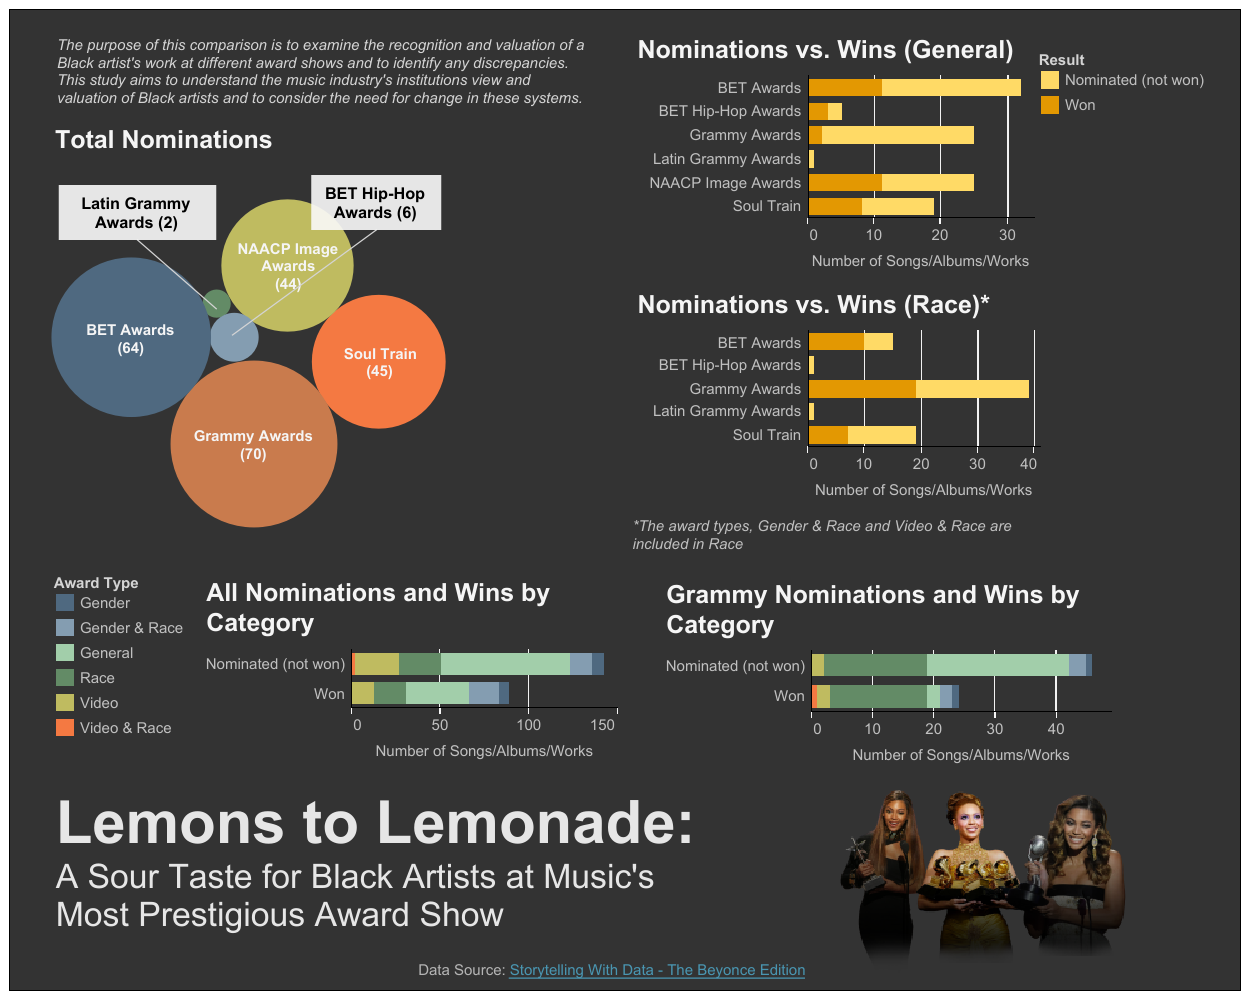 The purpose of this comparison is to examine the recognition and valuation of a
Black artist's work at different award shows and to identify any discrepancies.
This study aims to understand the music industry's institutions view and
valuation of Black artists and to consider the need for change in these systems.
Total Nominations
Latin Grammy
Awards (2)
BET Hip-Hop
Awards (6)
NAACP Image
Awards
(44)
BET Awards
(64)
Soul Train
(45)
Grammy Awards
(70)
Nominations vs. Wins (General)
BET Awards
BET Hip-Hop Awards
Grammy Awards
Latin Grammy Awards
NAACP Image Awards
Soul Train
0 10 20 30
Number of Songs/Albums/Works
Result
Nominated (not won)
Won
Nominations vs. Wins (Race)*
BET Awards
BET Hip-Hop Awards
Grammy Awards
Latin Grammy Awards
Soul Train
0 10 20 30 40
Number of Songs/Albums/Works
*The award types, Gender & Race and Video & Race are
included in Race
Award Type
Gender
Gender & Race
General
Race
Video
Video & Race
All Nominations and Wins by
Category
Nominated (not won)
Won
0 50 100 150
Number of Songs/Albums/Works
Grammy Nominations and Wins by
Category
Nominated (not won)
Won
0 10 20 30 40
Number of Songs/Albums/Works
Lemons to Lemonade:
A Sour Taste for Black Artists at Music's
Most Prestigious Award Show
Data Source: Storytelling With Data - The Beyonce Edition